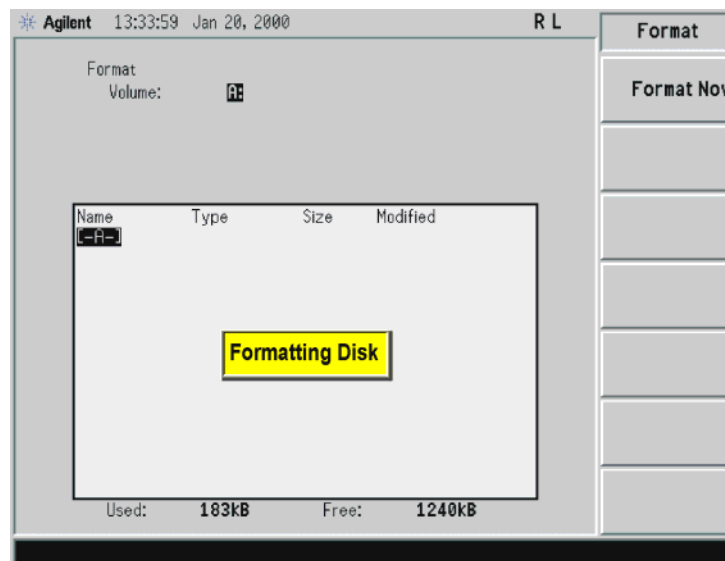 Agilent 13:33:59 Jan 20, 2000 R L
Format
Format Now
Format
Volume: A:
Name Type Size Modified
[-A-]
Formatting Disk
Used: 183kB Free: 1240kB